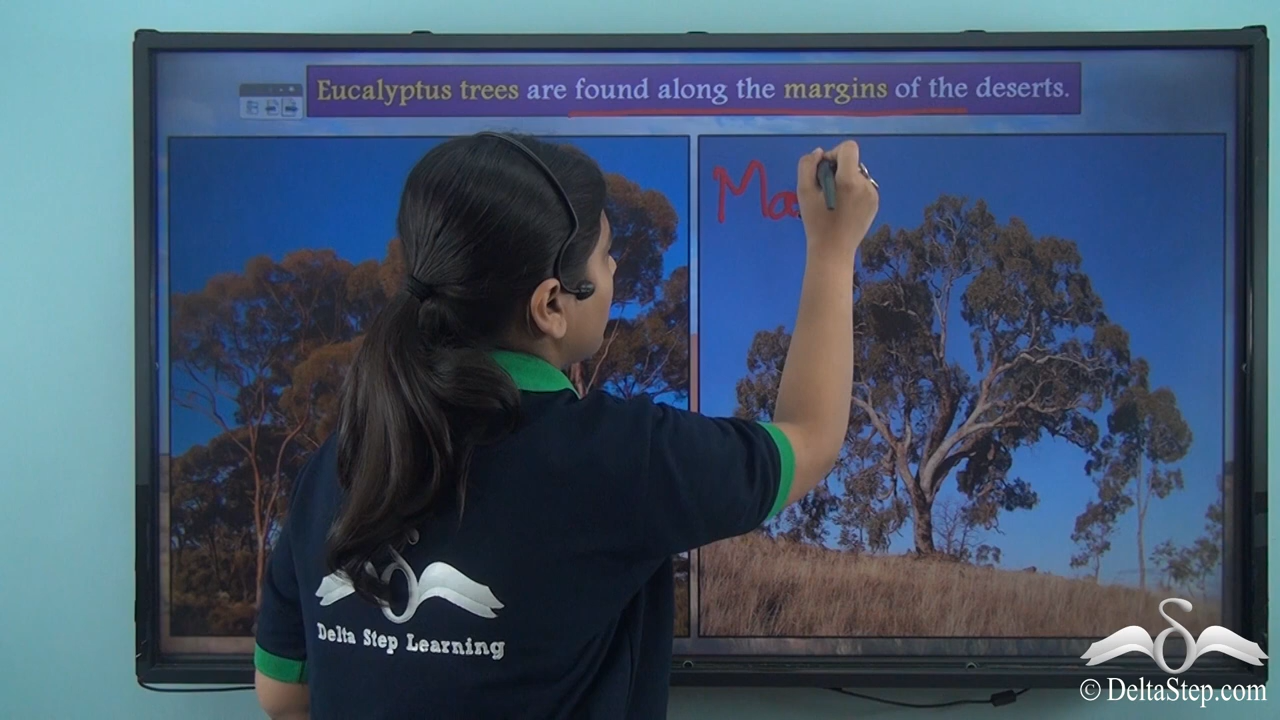 Eucalyptus trees are found along the margins of the deserts.
Ma
Delta Step Learning
© DeltaStep.com